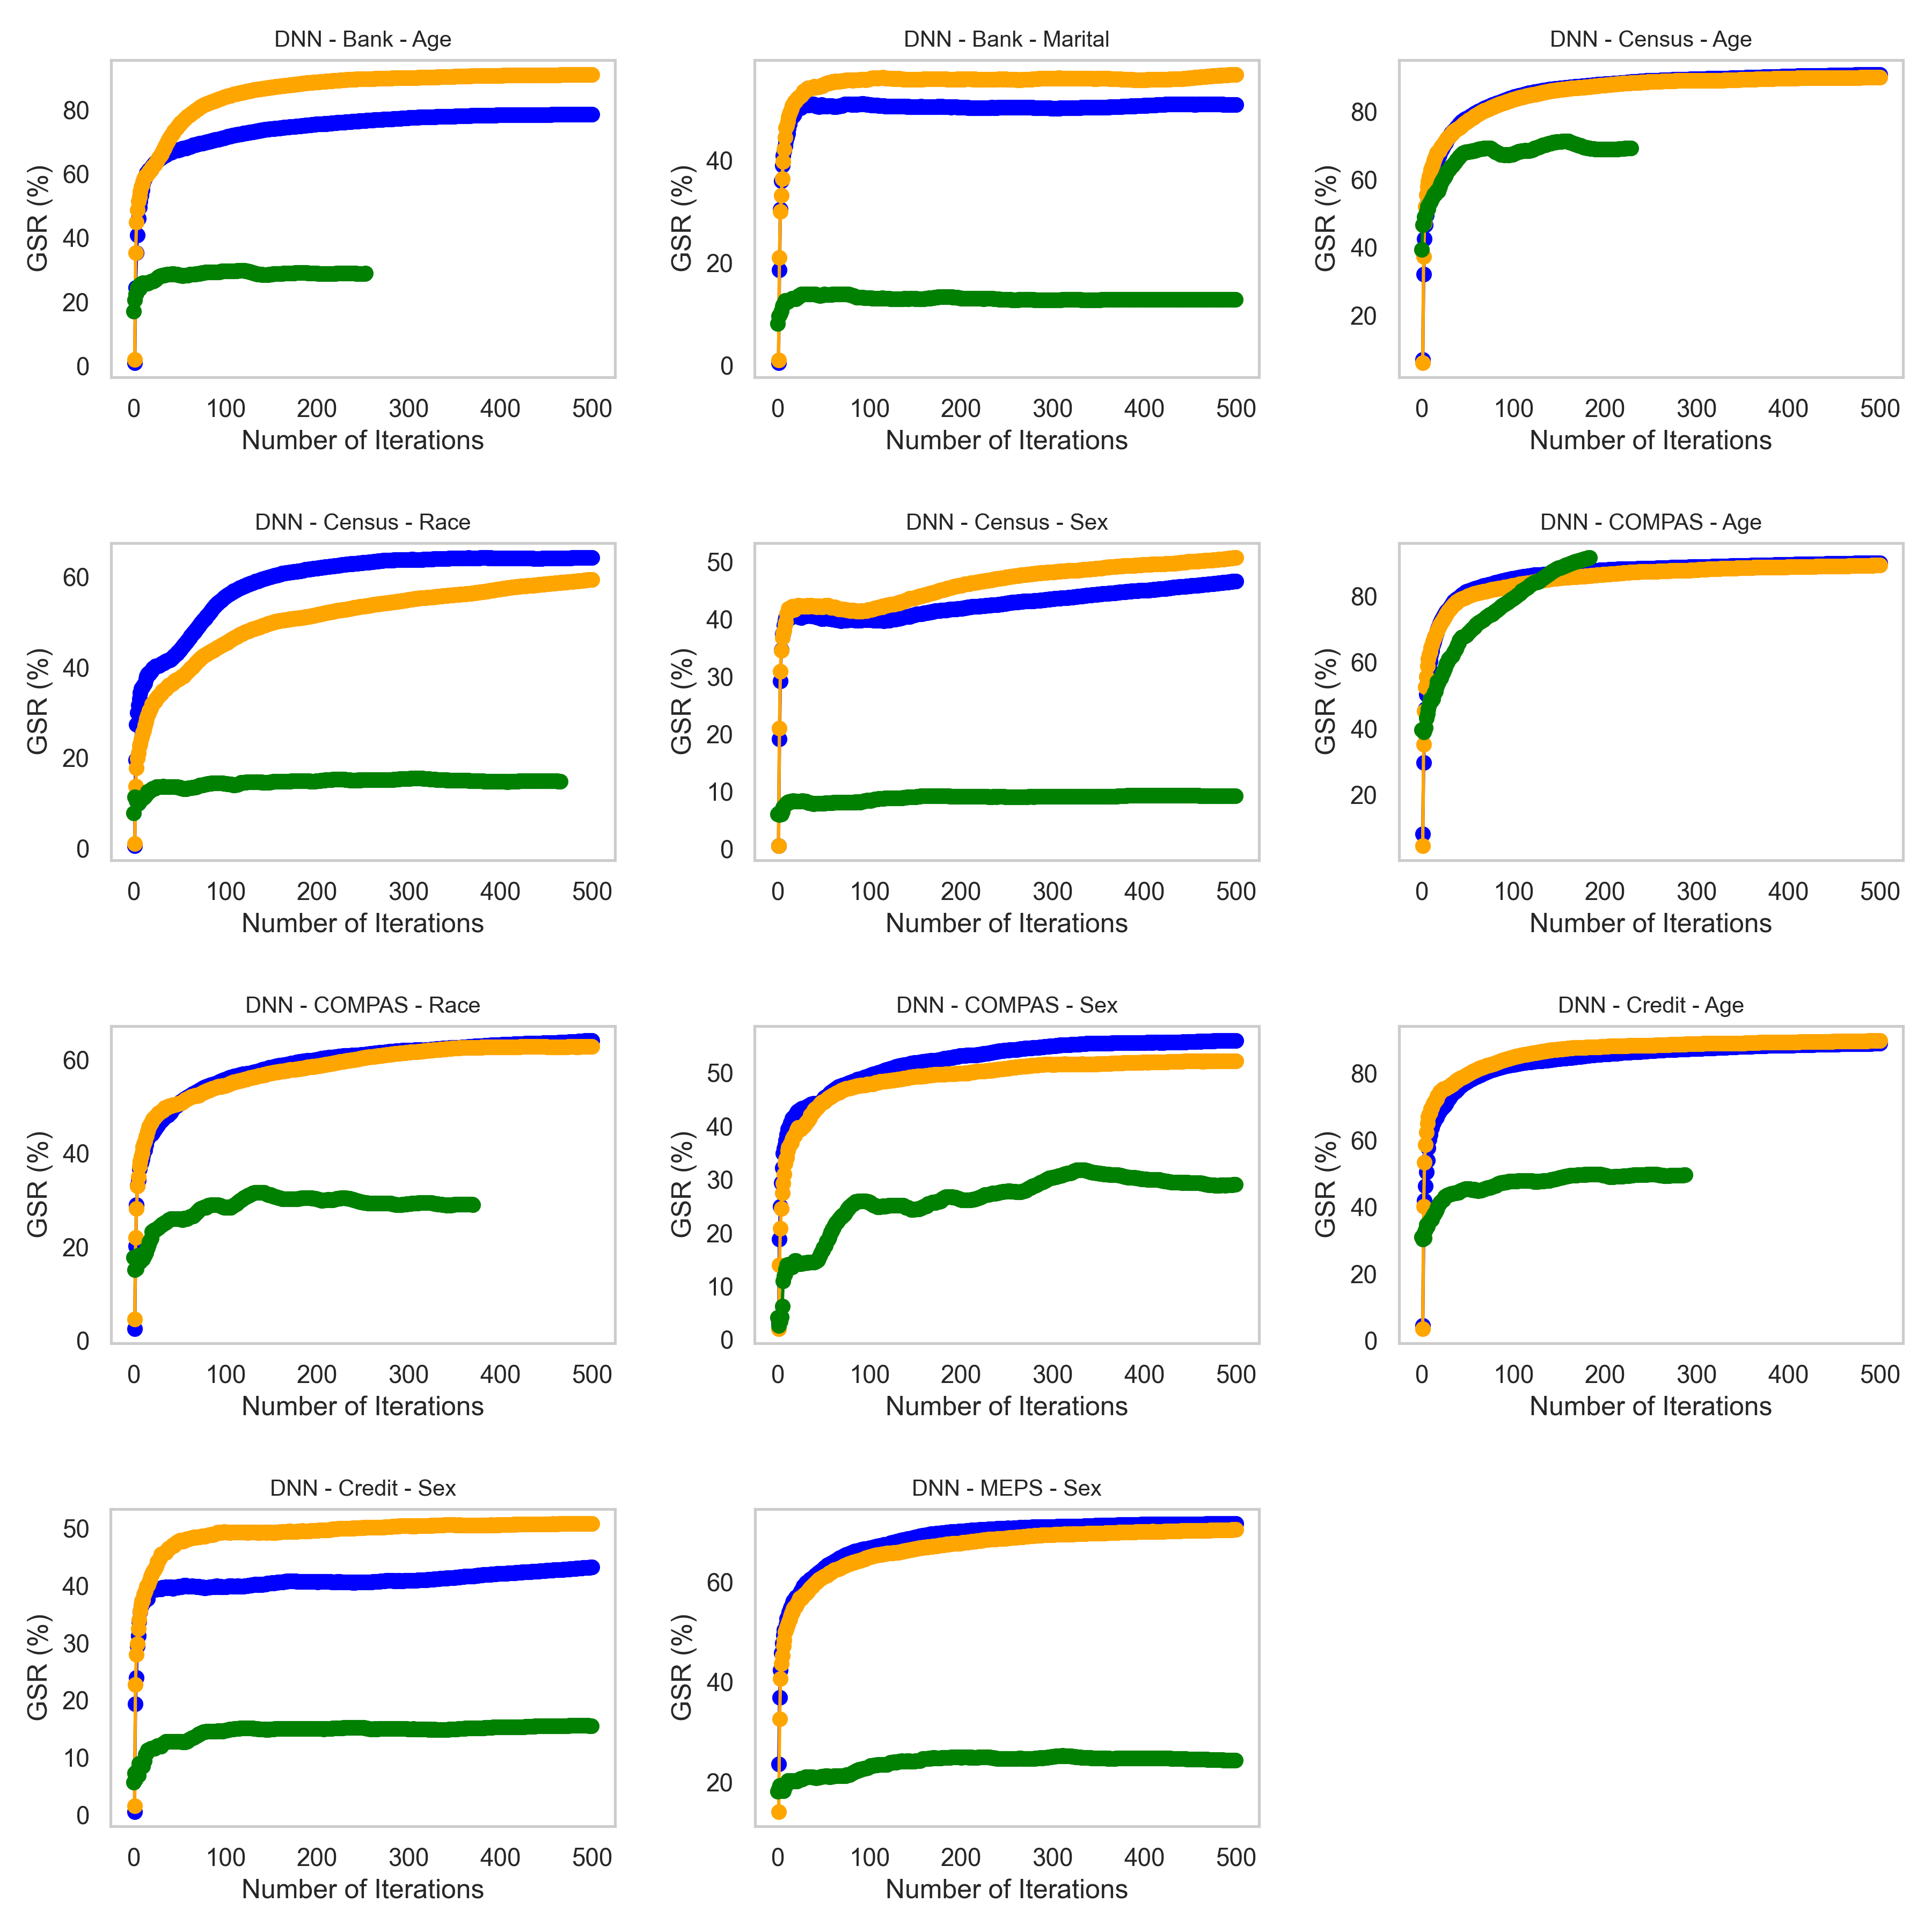 DNN - Bank - Age
GSR (%)
80
60
40
20
0
0 100 200 300 400 500
Number of Iterations
DNN - Bank - Marital
GSR (%)
40
20
0
0 100 200 300 400 500
Number of Iterations
DNN - Census - Age
GSR (%)
80
60
40
20
0 100 200 300 400 500
Number of Iterations
DNN - Census - Race
GSR (%)
60
40
20
0
0 100 200 300 400 500
Number of Iterations
DNN - Census - Sex
GSR (%)
50
40
30
20
10
0
0 100 200 300 400 500
Number of Iterations
DNN - COMPAS - Age
GSR (%)
80
60
40
20
0 100 200 300 400 500
Number of Iterations
DNN - COMPAS - Race
GSR (%)
60
40
20
0
0 100 200 300 400 500
Number of Iterations
DNN - COMPAS - Sex
GSR (%)
50
40
30
20
10
0
0 100 200 300 400 500
Number of Iterations
DNN - Credit - Age
GSR (%)
80
60
40
20
0
0 100 200 300 400 500
Number of Iterations
DNN - Credit - Sex
GSR (%)
50
40
30
20
10
0
0 100 200 300 400 500
Number of Iterations
DNN - MEPS - Sex
GSR (%)
60
40
20
0 100 200 300 400 500
Number of Iterations